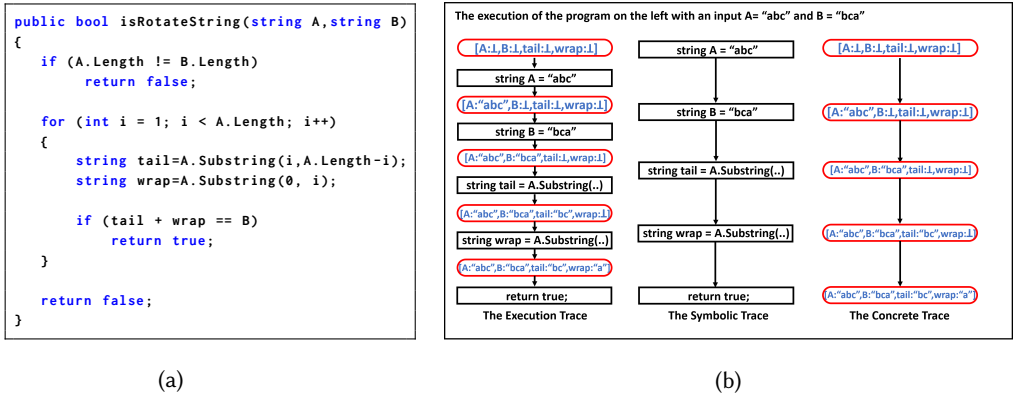 public bool isRotateString(string A,string B)
{
if (A.Length != B.Length)
return false;
for (int i = 1; i < A.Length; i++)
{
string tail=A.Substring(i,A.Length-i);
string wrap=A.Substring(0, i);
if (tail + wrap == B)
return true;
}
return false;
}
(a)
The execution of the program on the left with an input A= “abc” and B = “bca”
[A:⊥,B:⊥,tail:⊥,wrap:⊥]
string A = “abc”
[A:“abc”,B:⊥,tail:⊥,wrap:⊥]
string B = “bca”
[A:“abc”,B:“bca”,tail:⊥,wrap:⊥]
string tail = A.Substring(..)
[A:“abc”,B:“bca”,tail:“bc”,wrap:⊥]
string wrap = A.Substring(..)
[A:“abc”,B:“bca”,tail:“bc”,wrap:“a”]
return true;
The Execution Trace
string A = “abc”
string B = “bca”
string tail = A.Substring(..)
string wrap = A.Substring(..)
return true;
The Symbolic Trace
[A:⊥,B:⊥,tail:⊥,wrap:⊥]
[A:“abc”,B:⊥,tail:⊥,wrap:⊥]
[A:“abc”,B:“bca”,tail:⊥,wrap:⊥]
[A:“abc”,B:“bca”,tail:“bc”,wrap:⊥]
[A:“abc”,B:“bca”,tail:“bc”,wrap:“a”]
The Concrete Trace
(b)